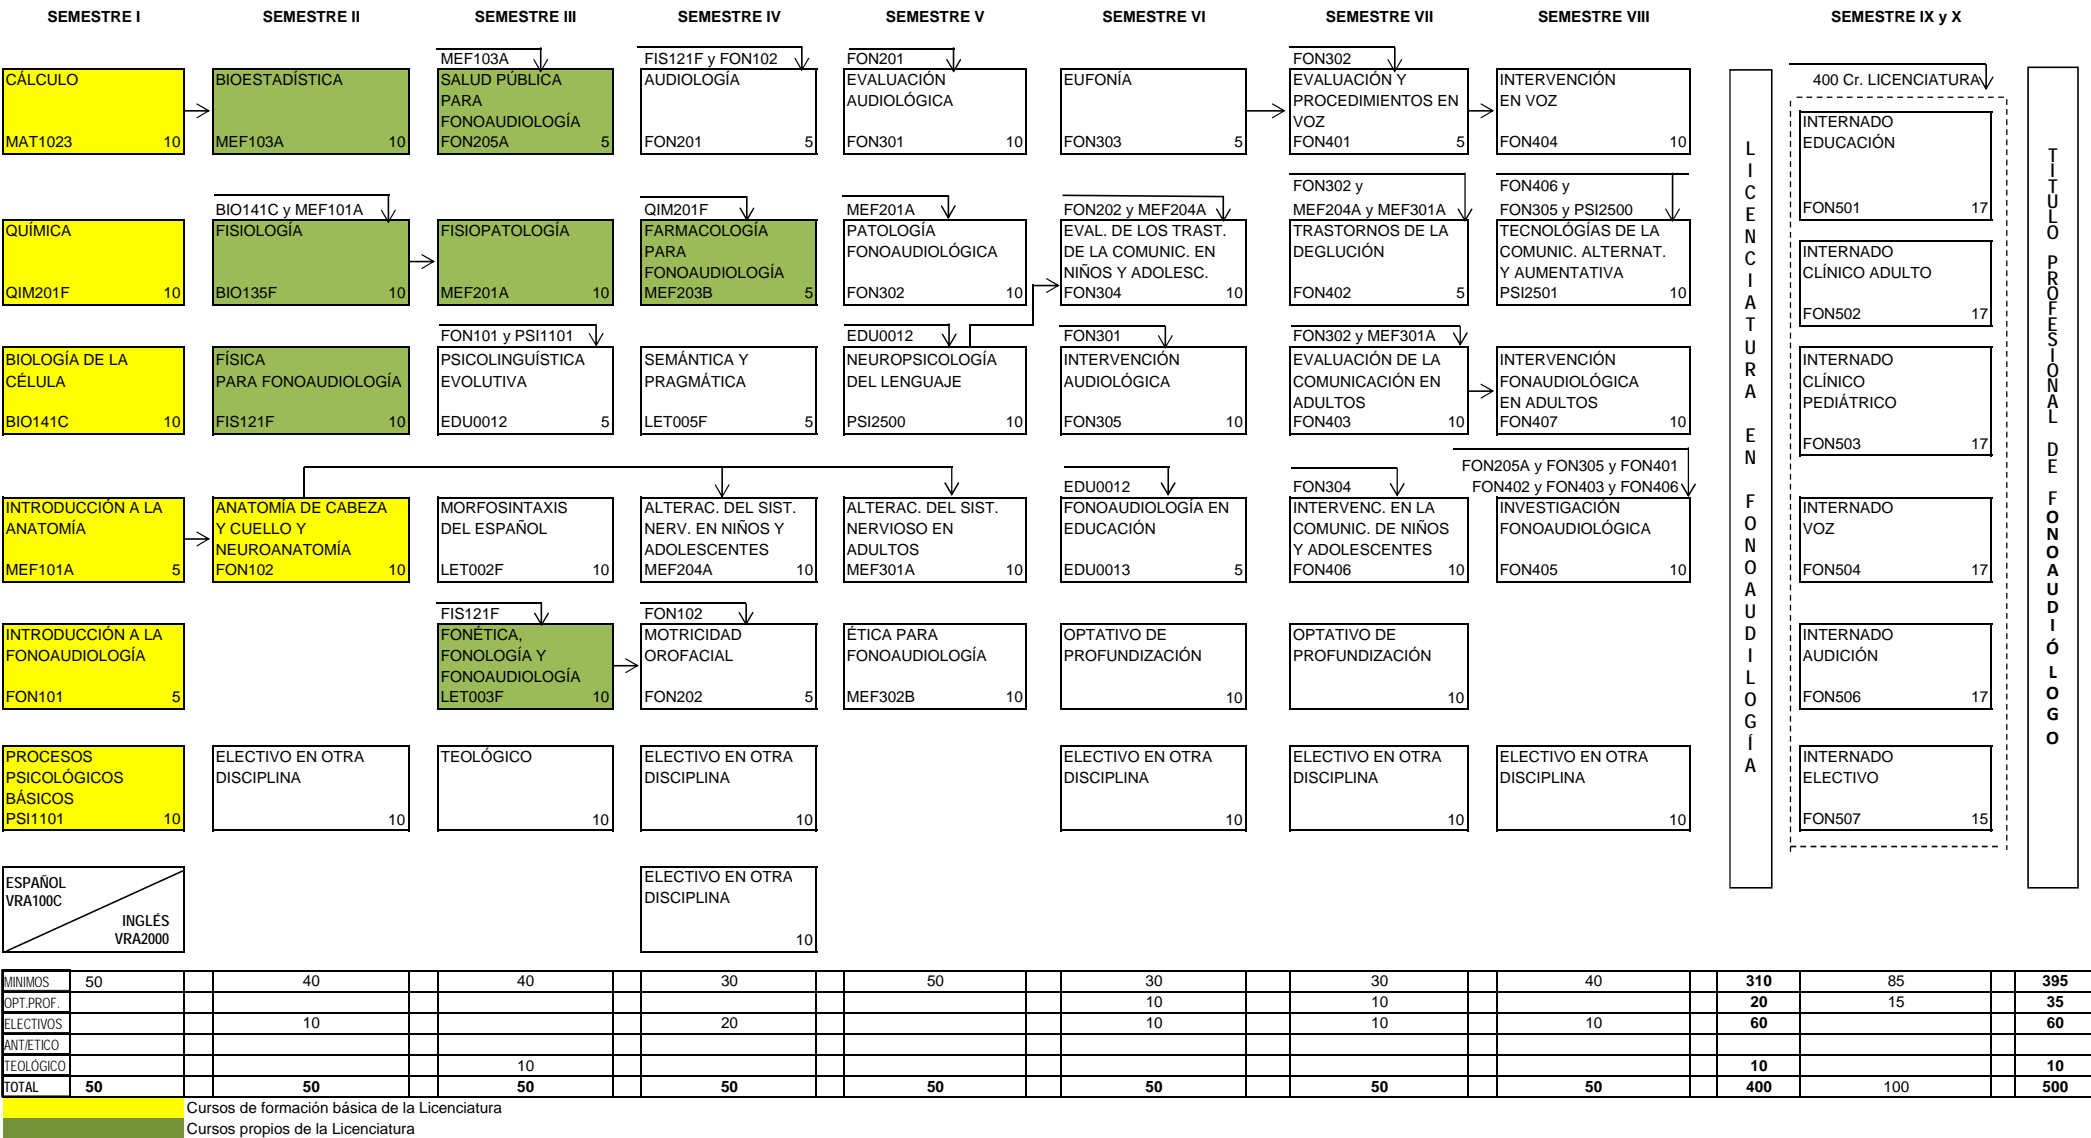 SEMESTRE I SEMESTRE II SEMESTRE III SEMESTRE IV SEMESTRE V SEMESTRE VI SEMESTRE VII SEMESTRE VIII SEMESTRE IX y X
CÁLCULO
MAT1023 10
BIOESTADÍSTICA
MEF103A 10
MEF103A
SALUD PÚBLICA
PARA
FONOAUDIOLOGÍA
FON205A 5
FIS121F y FON102
AUDIOLOGÍA
FON201 5
FON201
EVALUACIÓN
AUDIOLÓGICA
FON301 10
EUFONÍA
FON303 5
FON302
EVALUACIÓN Y
PROCEDIMIENTOS EN
VOZ
FON401 5
INTERVENCIÓN
EN VOZ
FON404 10
QUÍMICA
QIM201F 10
BIO141C y MEF101A
FISIOLOGÍA
BIO135F 10
FISIOPATOLOGÍA
MEF201A 10
QIM201F
FARMACOLOGÍA
PARA
FONOAUDIOLOGÍA
MEF203B 5
MEF201A
PATOLOGÍA
FONOAUDIOLÓGICA
FON302 10
FON202 y MEF204A
EVAL. DE LOS TRAST.
DE LA COMUNIC. EN
NIÑOS Y ADOLESC.
FON304 10
FON302 y
MEF204A y MEF301A
TRASTORNOS DE LA
DEGLUCIÓN
FON402 5
FON406 y
FON305 y PSI2500
TECNOLÓGÍAS DE LA
COMUNIC. ALTERNAT.
Y AUMENTATIVA
PSI2501 10
BIOLOGÍA DE LA
CÉLULA
BIO141C 10
FÍSICA
PARA FONOAUDIOLOGÍA
FIS121F 10
FON101 y PSI1101
PSICOLINGUÍSTICA
EVOLUTIVA
EDU0012 5
SEMÁNTICA Y
PRAGMÁTICA
LET005F 5
EDU0012
NEUROPSICOLOGÍA
DEL LENGUAJE
PSI2500 10
FON301
INTERVENCIÓN
AUDIOLÓGICA
FON305 10
FON302 y MEF301A
EVALUACIÓN DE LA
COMUNICACIÓN EN
ADULTOS
FON403 10
INTERVENCIÓN
FONAUDIOLÓGICA
EN ADULTOS
FON407 10
INTRODUCCIÓN A LA
ANATOMÍA
MEF101A 5
ANATOMÍA DE CABEZA
Y CUELLO Y
NEUROANATOMÍA
FON102 10
MORFOSINTAXIS
DEL ESPAÑOL
LET002F 10
ALTERAC. DEL SIST.
NERV. EN NIÑOS Y
ADOLESCENTES
MEF204A 10
ALTERAC. DEL SIST.
NERVIOSO EN
ADULTOS
MEF301A 10
EDU0012
FONOAUDIOLOGÍA EN
EDUCACIÓN
EDU0013 5
FON304
INTERVENC. EN LA
COMUNIC. DE NIÑOS
Y ADOLESCENTES
FON406 10
FON205A y FON305 y FON401
FON402 y FON403 y FON406
INVESTIGACIÓN
FONOAUDIOLÓGICA
FON405 10
INTRODUCCIÓN A LA
FONOAUDIOLOGÍA
FON101 5
FIS121F
FONÉTICA,
FONOLOGÍA Y
FONOAUDIOLOGÍA
LET003F 10
FON102
MOTRICIDAD
OROFACIAL
FON202 5
ÉTICA PARA
FONOAUDIOLOGÍA
MEF302B 10
OPTATIVO DE
PROFUNDIZACIÓN
10
OPTATIVO DE
PROFUNDIZACIÓN
10
PROCESOS
PSICOLÓGICOS
BÁSICOS
PSI1101 10
ELECTIVO EN OTRA
DISCIPLINA
10
TEOLÓGICO
10
ELECTIVO EN OTRA
DISCIPLINA
10
ELECTIVO EN OTRA
DISCIPLINA
10
ELECTIVO EN OTRA
DISCIPLINA
10
ELECTIVO EN OTRA
DISCIPLINA
10
ESPAÑOL
VRA100C
INGLÉS
VRA2000
ELECTIVO EN OTRA
DISCIPLINA
10
LICENCIATURA EN FONOAUDILOGÍA
400 Cr. LICENCIATURA
INTERNADO
EDUCACIÓN
FON501 17
INTERNADO
CLÍNICO ADULTO
FON502 17
INTERNADO
CLÍNICO
PEDIÁTRICO
FON503 17
INTERNADO
VOZ
FON504 17
INTERNADO
AUDICIÓN
FON506 17
INTERNADO
ELECTIVO
FON507 15
TÍTULO PROFESIONAL DE FONOAUDIÓLOGO
MINIMOS 50 40 40 30 50 30 30 40 310 85 395
OPT.PROF. 10 10 20 15 35
ELECTIVOS 10 20 10 10 10 60 60
ANT/ETICO
TEOLÓGICO 10 10 10
TOTAL 50 50 50 50 50 50 50 50 400 100 500
Cursos de formación básica de la Licenciatura
Cursos propios de la Licenciatura